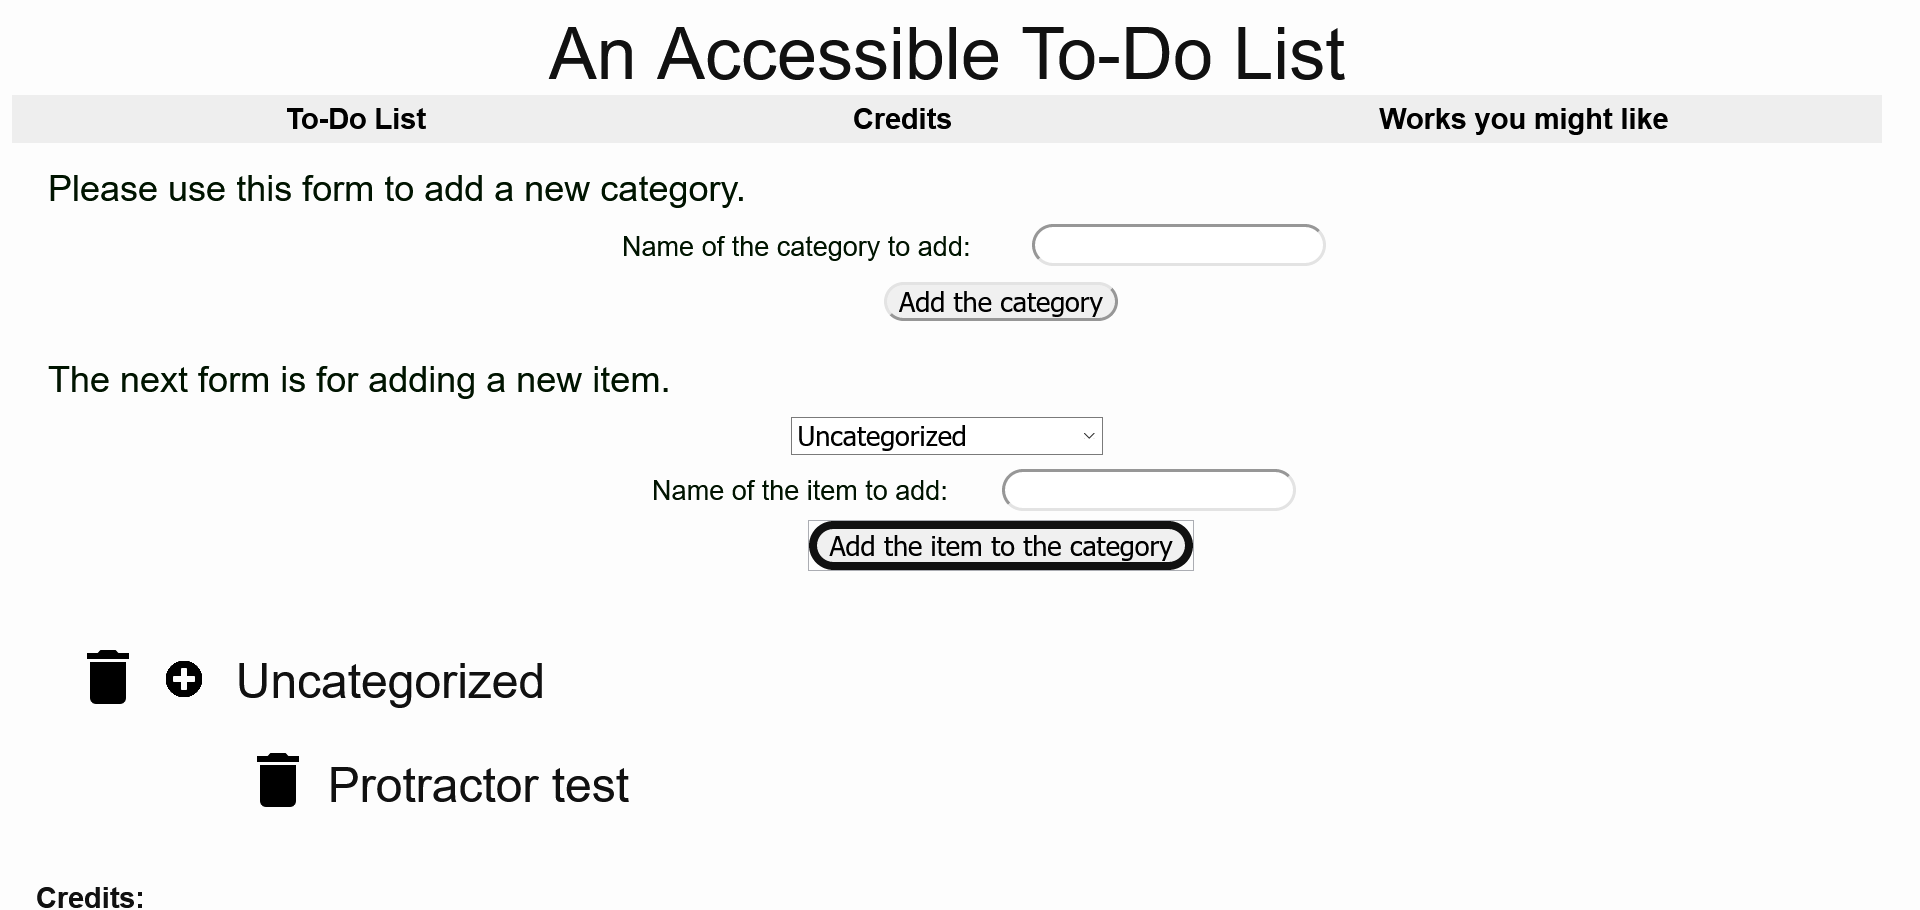 An Accessible To-Do List
To-Do List Credits Works you might like
Please use this form to add a new category.
Name of the category to add:
Add the category
The next form is for adding a new item.
Uncategorized
Name of the item to add:
Add the item to the category
Uncategorized
Protractor test
Credits: